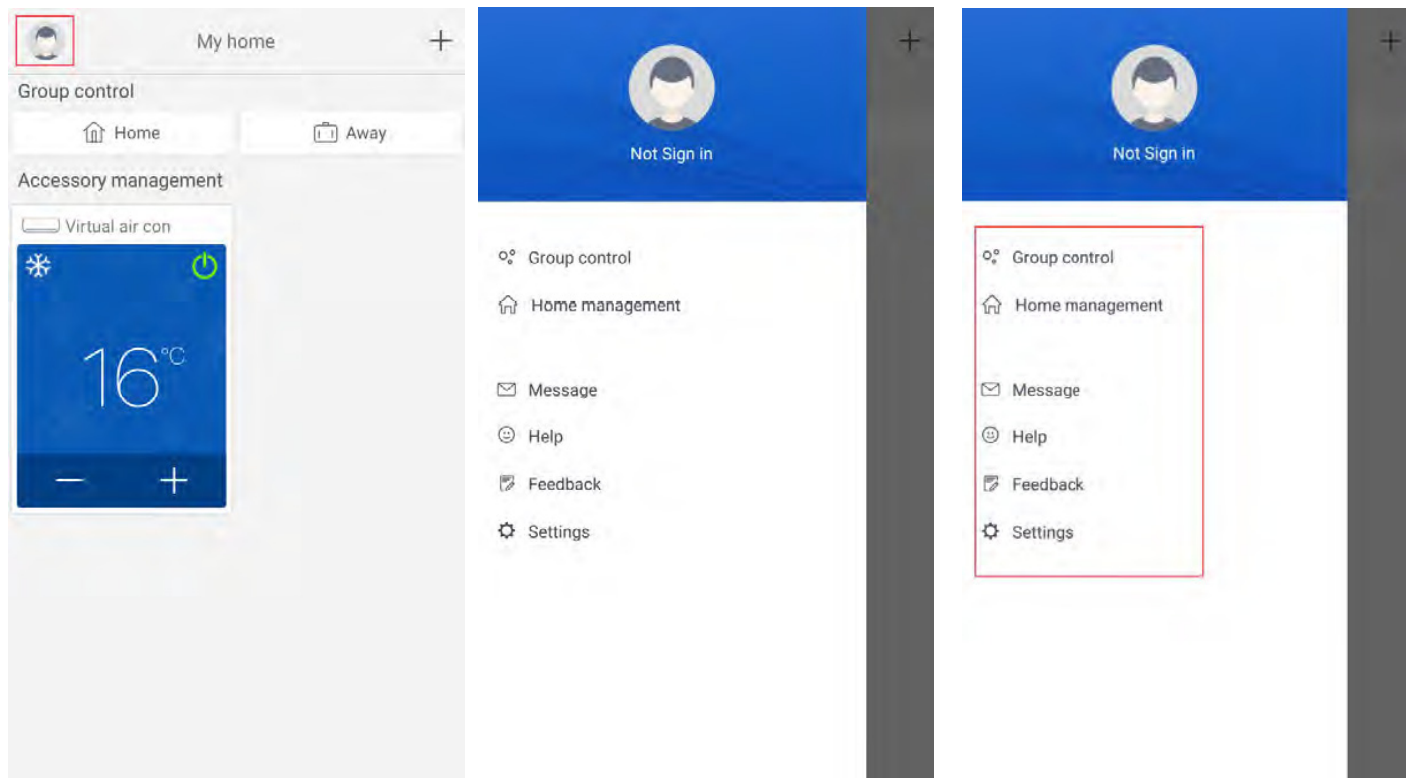 My home
Group control
Home
Away
Accessory management
Virtual air con
16°C
Not Sign in
Group control
Home management
Message
Help
Feedback
Settings
Not Sign in
Group control
Home management
Message
Help
Feedback
Settings